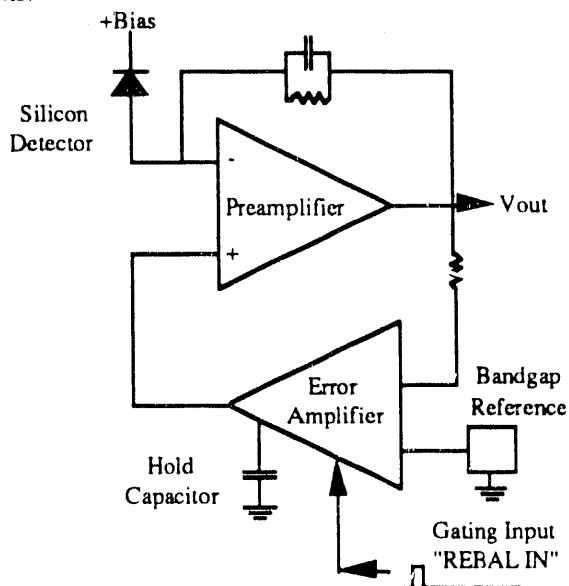 +Bias
Silicon
Detector
-
Preamplifier
Vout
+
Error
Amplifier
Bandgap
Reference
Hold
Capacitor
Gating Input
"REBAL IN"